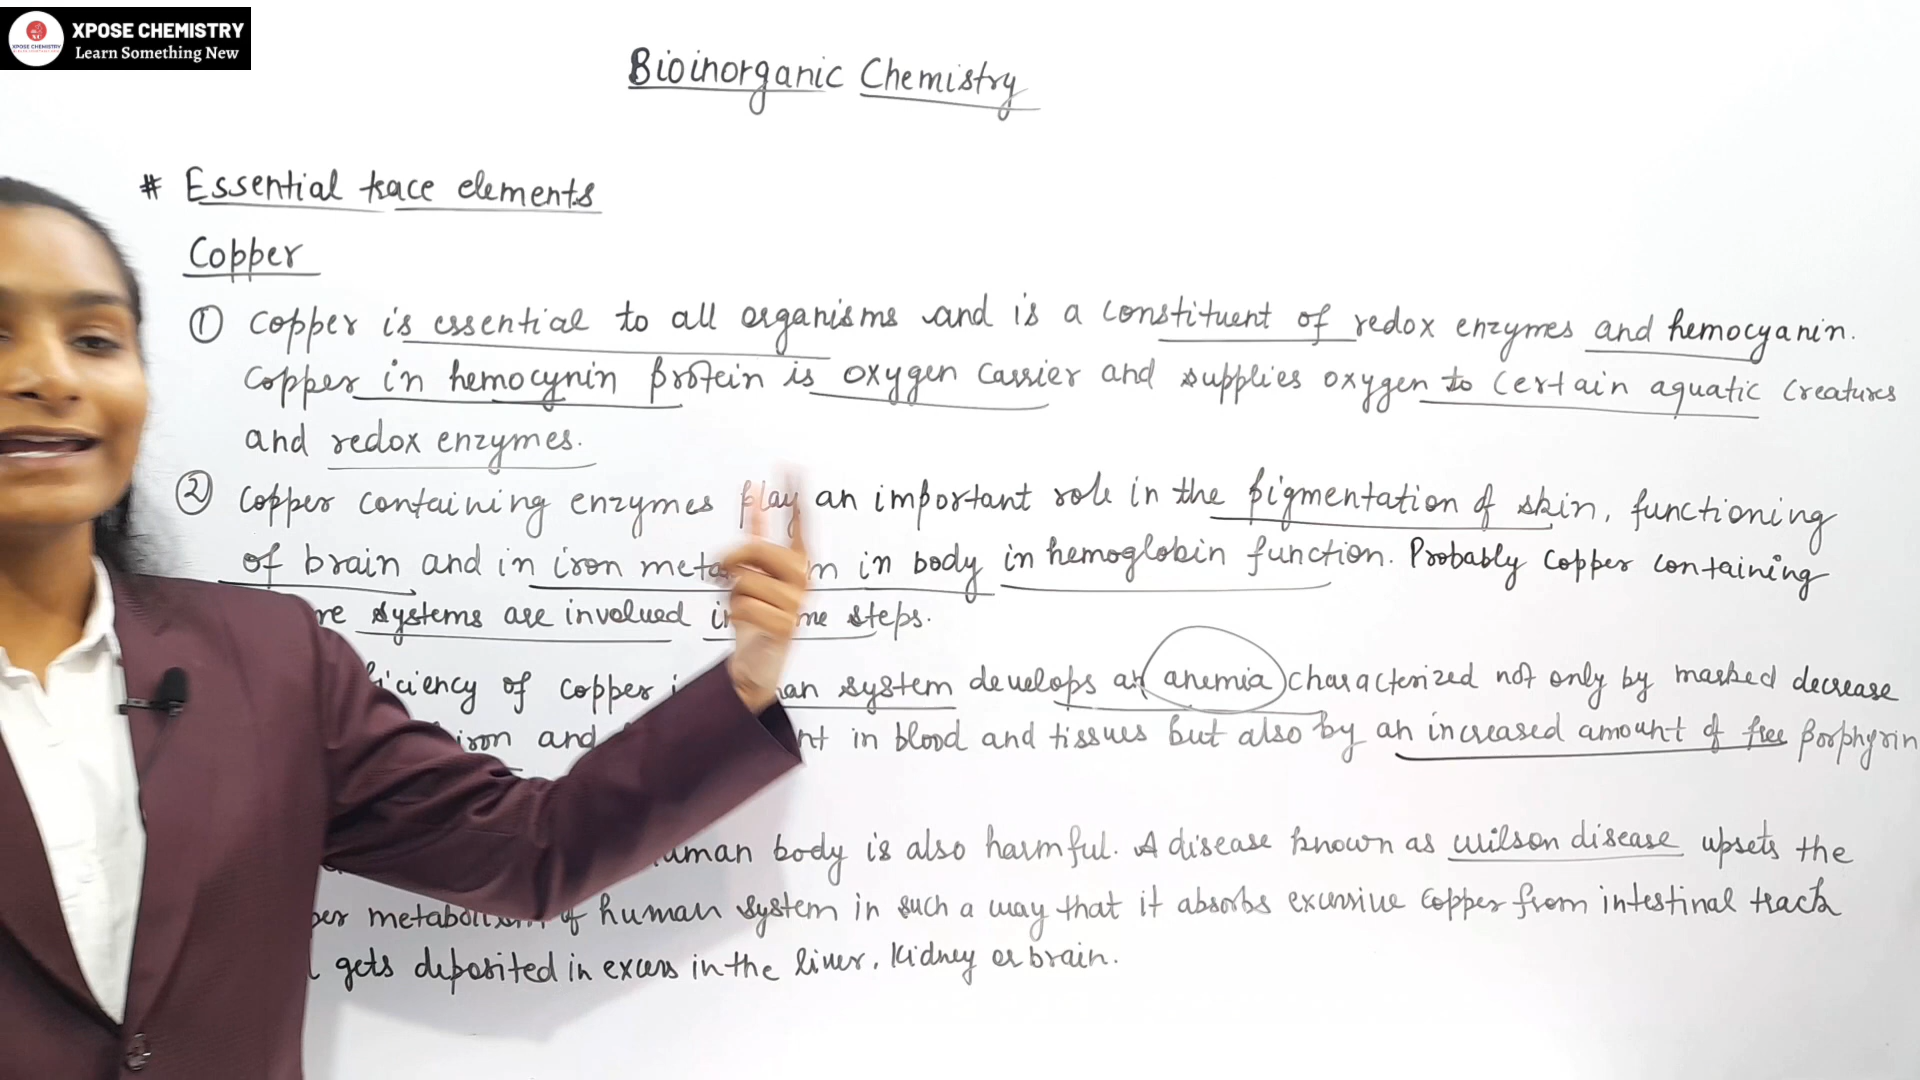 XPOSE CHEMISTRY
Learn Something New
Bioinorganic Chemistry
# Essential trace elements
Copper
① Copper is essential to all organisms and is a constituent of redox enzymes and hemocyanin.
Copper in hemocynin protein is oxygen carrier and supplies oxygen to certain aquatic creatures
and redox enzymes.
② Copper containing enzymes play an important role in the pigmentation of skin, functioning
of brain and in iron in body in hemoglobin function. Probably copper containing
systems are involved steps.
of copper system develops an anemia characterized not only by marked decrease
iron and in blood and tissues but also by an increased amount of free porphyrin
body is also harmful. A disease known as wilson disease upsets the
of human system in such a way that it absorbs excessive copper from intestinal track
gets deposited in excess in the liver, kidney or brain.